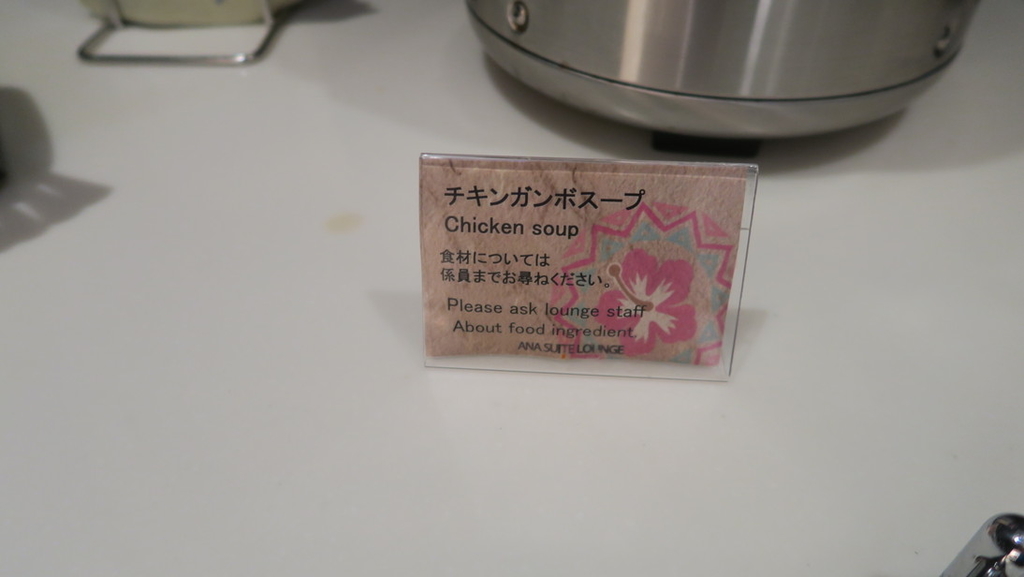 チキンガンボスープ
Chicken soup
食材については
係員までお尋ねください。
Please ask lounge staff
About food ingredient.
ANA SUITE LOUNGE